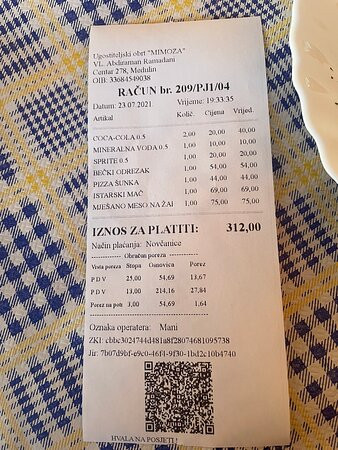 Ugostiteljski obrt "MIMOZA"
VL. Abduraman Ramadani
Centar 278, Medulin
OIB: 33684549038
RAČUN br. 209/PJ1/04
Datum: 23.07.2021. Vrijeme: 19:33:35
Artikal Količ. Cijena Vrijed.
COCA-COLA 0.5 2,00 20,00 40,00
MINERALNA VODA 0.5 1,00 10,00 10,00
SPRITE 0.5 1,00 20,00 20,00
BEČKI ODREZAK 1,00 54,00 54,00
PIZZA ŠUNKA 1,00 44,00 44,00
ISTARSKI MAČ 1,00 69,00 69,00
MJEŠANO MESO NA ŽAI 1,00 75,00 75,00
IZNOS ZA PLATITI: 312,00
Način plaćanja: Novčanice
Obračun poreza
Vrsta poreza Stopa Osnovica Porez
P D V 25,00 54,69 13,67
P D V 13,00 214,16 27,84
Porez na potr 3,00 54,69 1,64
Oznaka operatera: Mani
ZKI: cbbc3024744d481a8f28074681095738
Jir: 7b07d9bf-e9c0-46f4-9f30-1bd2c10b4740
HVALA NA POSJETI !